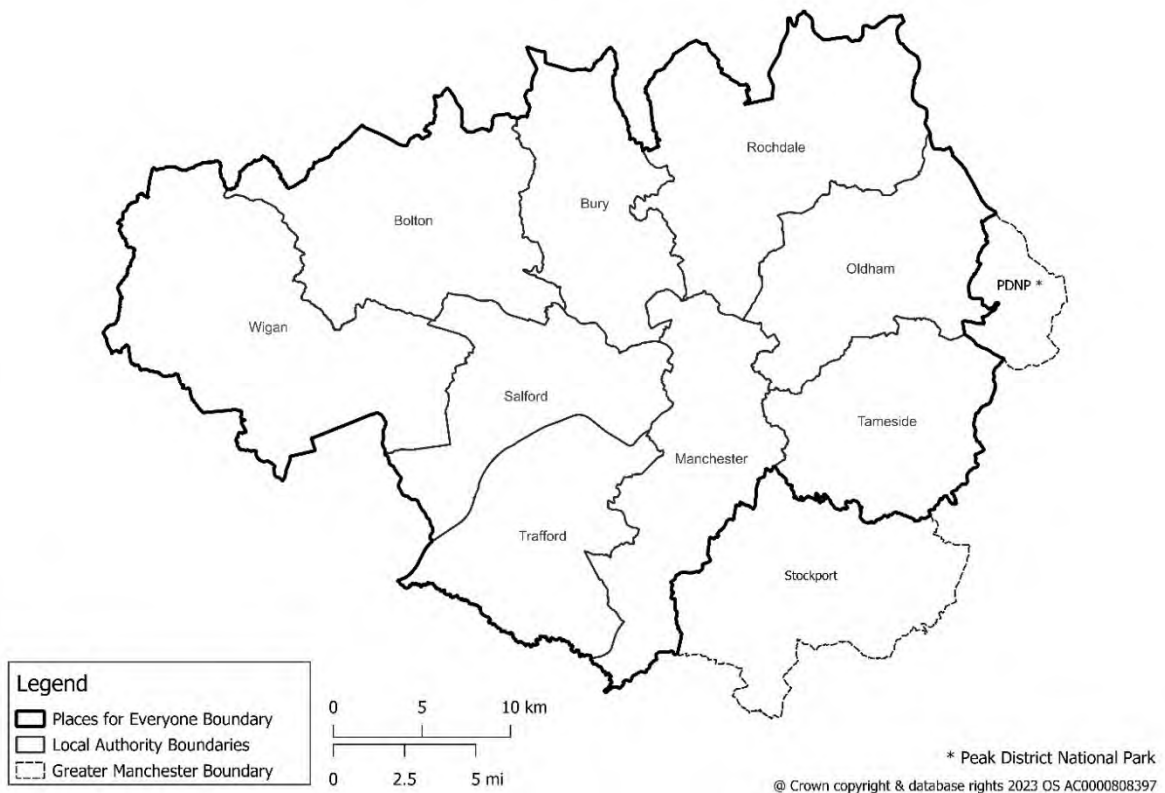 Rochdale
Bury
Bolton
Oldham
PDNP *
Wigan
Salford
Tameside
Manchester
Trafford
Stockport
Legend
Places for Everyone Boundary
Local Authority Boundaries
Greater Manchester Boundary
0 5 10 km
0 2.5 5 mi
* Peak District National Park
@ Crown copyright & database rights 2023 OS AC0000808397